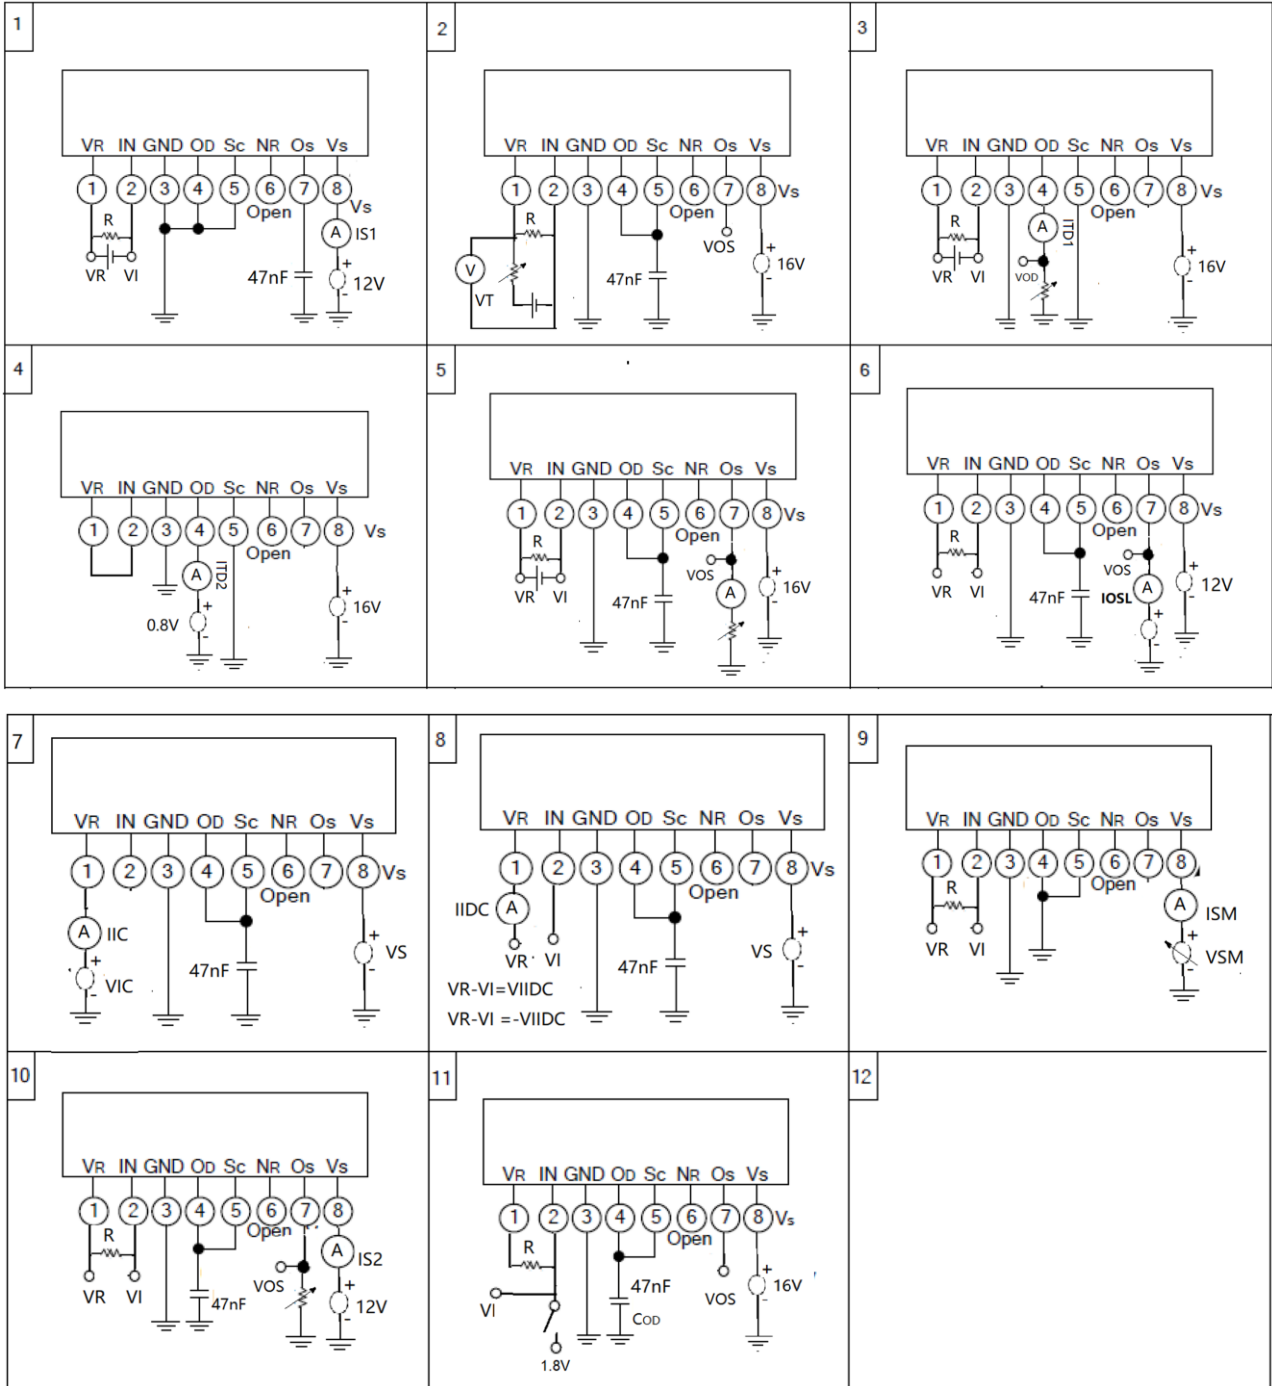 1
VR IN GND OD Sc NR Os Vs
1 2 3 4 5 6 7 8
Open
Vs
R
A IS1
VR VI
47nF
+
12V
-
2
VR IN GND OD Sc NR Os Vs
1 2 3 4 5 6 7 8 Vs
Open
R
VOS
V
VT
47nF
+
16V
-
3
VR IN GND OD Sc NR Os Vs
1 2 3 4 5 6 7 8 Vs
Open
R
A ITD1
VR VI
VOD
+
16V
-
4
VR IN GND OD Sc NR Os Vs
1 2 3 4 5 6 7 8 Vs
Open
A ITD2
+
0.8V
-
+
16V
-
5
VR IN GND OD Sc NR Os Vs
1 2 3 4 5 6 7 8 Vs
Open
R
VOS
VR VI
47nF
A
+
16V
-
6
VR IN GND OD Sc NR Os Vs
1 2 3 4 5 6 7 8 Vs
Open
R
VOS
VR VI
47nF
IOSL A
+
-
+
12V
-
7
VR IN GND OD Sc NR Os Vs
1 2 3 4 5 6 7 8 Vs
Open
A IIC
+
VIC
-
47nF
+
VS
-
8
VR IN GND OD Sc NR Os Vs
1 2 3 4 5 6 7 8 Vs
Open
IIDC A
VR VI
47nF
+
VS
-
VR-VI=VIIDC
VR-VI =-VIIDC
9
VR IN GND OD Sc NR Os Vs
1 2 3 4 5 6 7 8
Open
R
A ISM
VR VI
+
VSM
-
10
VR IN GND OD Sc NR Os Vs
1 2 3 4 5 6 7 8
Open
R
A IS2
VR VI
VOS
47nF
+
12V
-
11
VR IN GND OD Sc NR Os Vs
1 2 3 4 5 6 7 8 Vs
Open
R
VI
47nF
COD
VOS
+
16V
-
1.8V
12